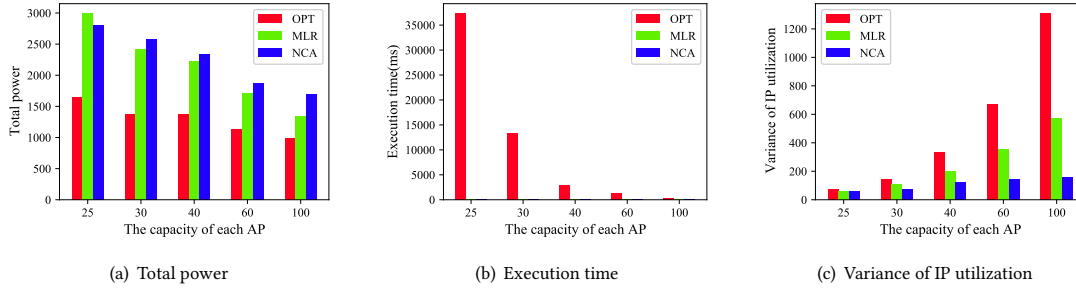 3000
2500
2000
1500
1000
500
0
Total power
OPT
MLR
NCA
25 30 40 60 100
The capacity of each AP
(a) Total power
35000
30000
25000
20000
15000
10000
5000
0
Execution time(ms)
OPT
MLR
NCA
25 30 40 60 100
The capacity of each AP
(b) Execution time
1200
1000
800
600
400
200
0
Variance of IP utilization
OPT
MLR
NCA
25 30 40 60 100
The capacity of each AP
(c) Variance of IP utilization